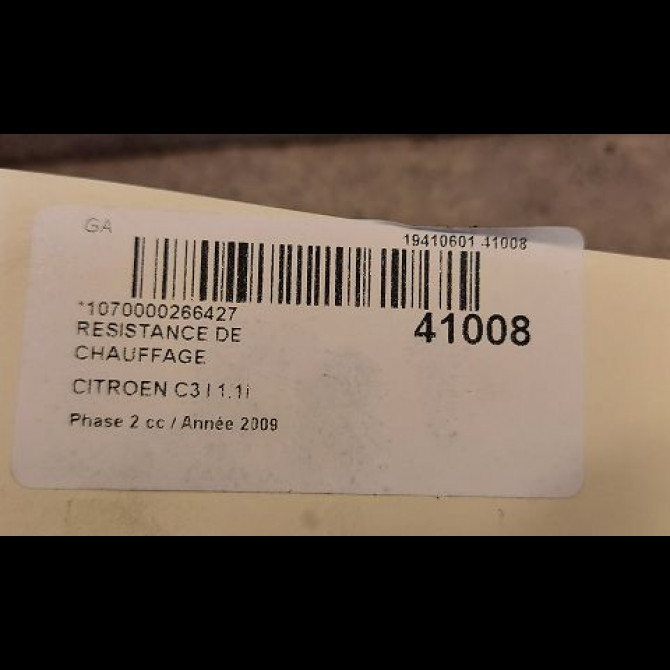 GA
19410601 41008
*1070000266427
41008
RESISTANCE DE
CHAUFFAGE
CITROEN C3 I 1.1i
Phase 2 cc / Année 2009